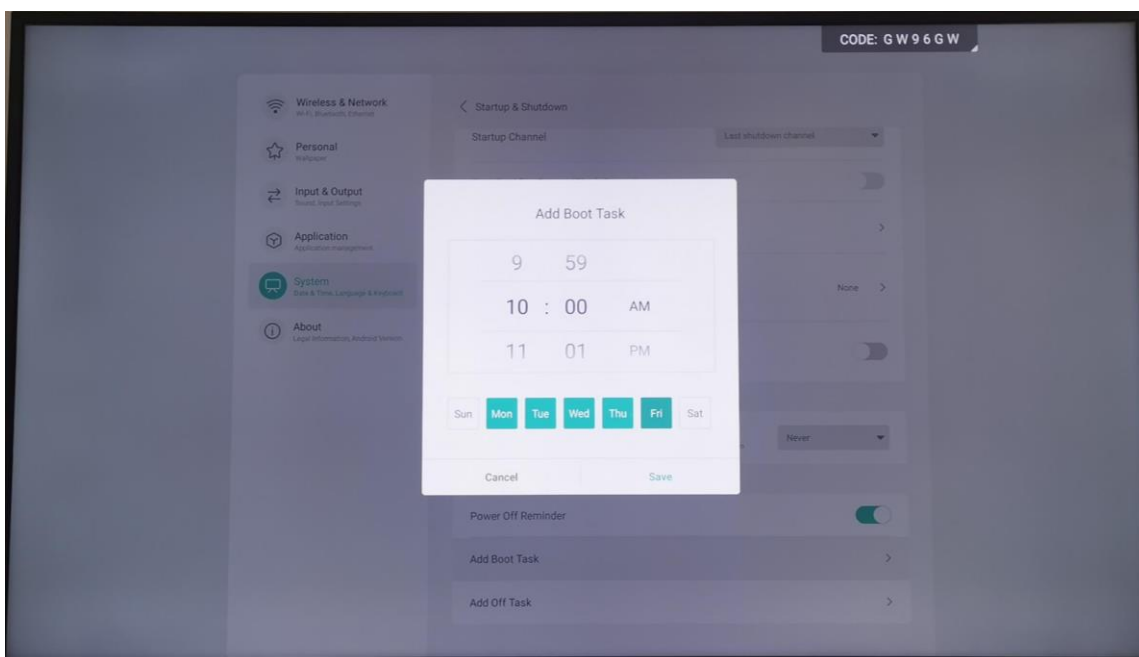 CODE: G W 9 6 G W
Wireless & Network
Wi-Fi, Bluetooth, Ethernet
Personal
Wallpaper
Input & Output
Sound, Input Settings
Application
Application management
System
Date & Time, Language & Keyboard
About
Legal Information, Android Version
Startup & Shutdown
Startup Channel
Last shutdown channel
None
Never
Power Off Reminder
Add Boot Task
Add Off Task
Add Boot Task
9 59
10 : 00 AM
11 01 PM
Sun Mon Tue Wed Thu Fri Sat
Cancel Save